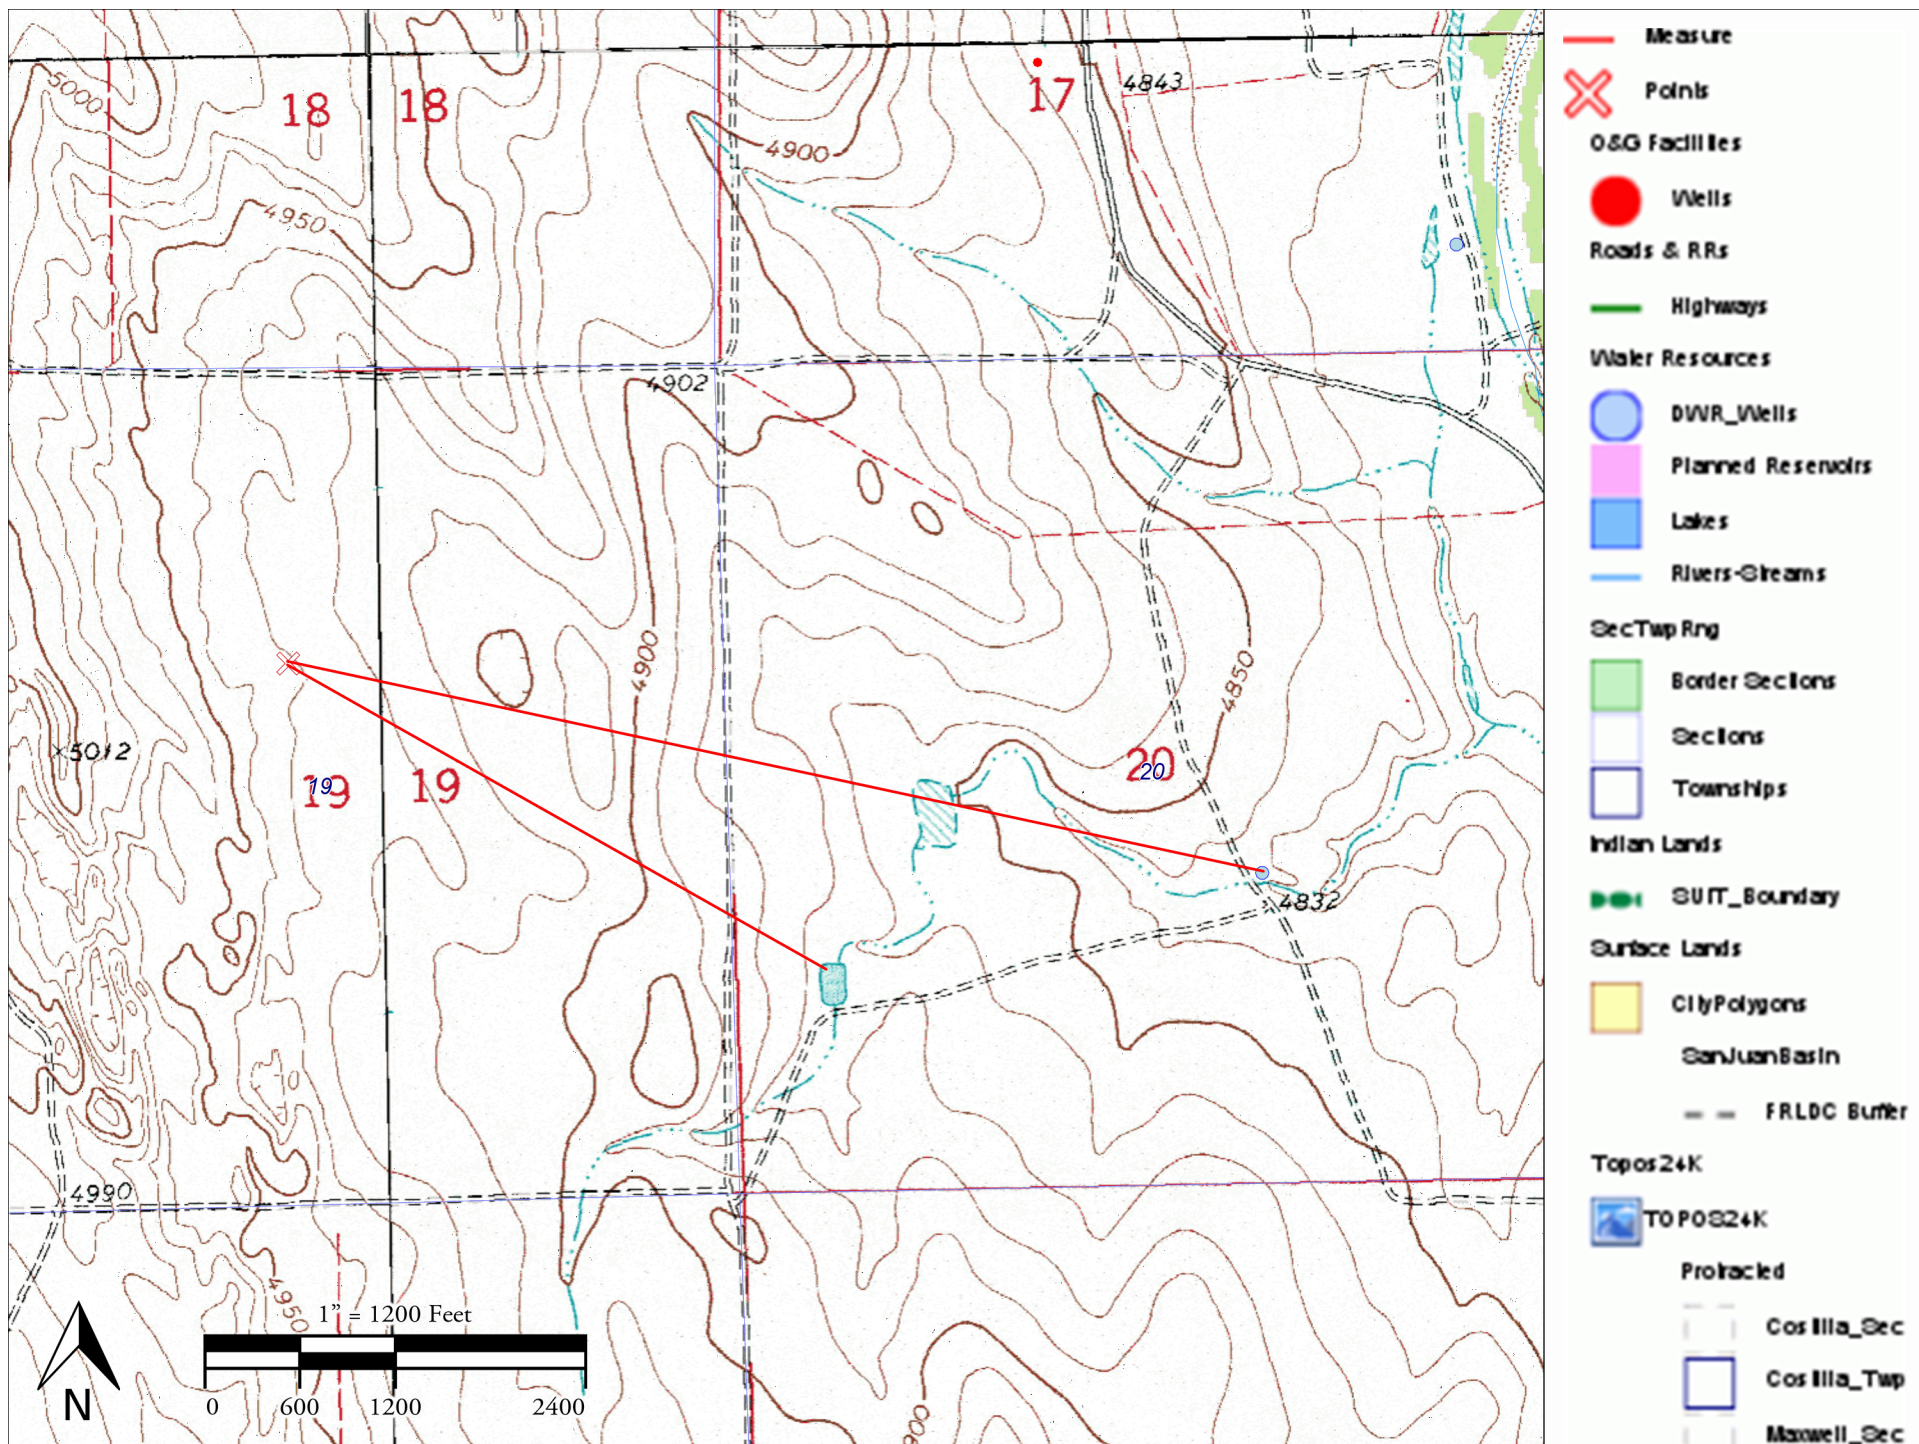 5000
18
18
17
4843
4900
4950
4902
4900
4850
5012
19
19
19
20
20
4832
4990
4950
900
1" = 1200 Feet
0 600 1200 2400
N
Measure
Points
O&G Facilities
Wells
Roads & RRs
Highways
Water Resources
DWR_Wells
Planned Reservoirs
Lakes
Rivers-Streams
SecTwpRng
Border Sections
Sections
Townships
Indian Lands
SUIT_Boundary
Surface Lands
CityPolygons
SanJuanBasin
FRLDC Buffer
Topos24K
TOPOS24K
Protracted
Costilla_Sec
Costilla_Twp
Maxwell_Sec